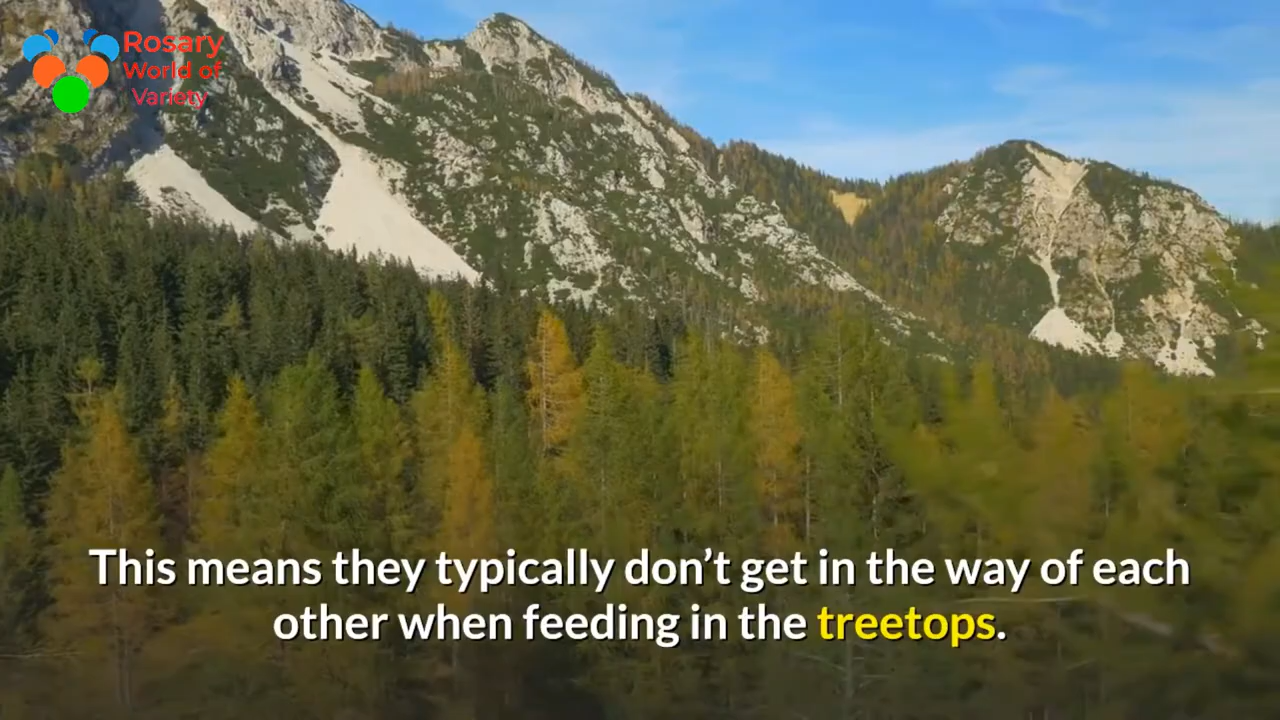 Rosary
World of
Variety
This means they typically don’t get in the way of each
other when feeding in the treetops.